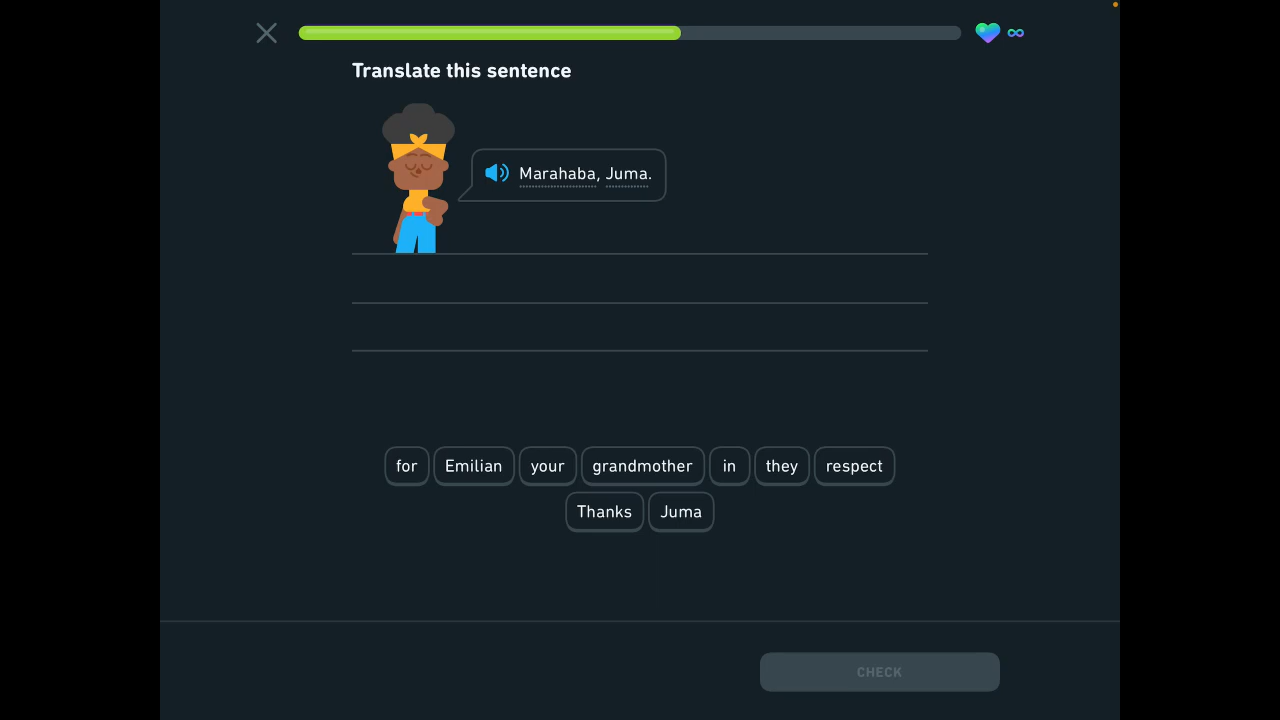 Translate this sentence
Marahaba, Juma.
for Emilian your grandmother in they respect
Thanks Juma
CHECK